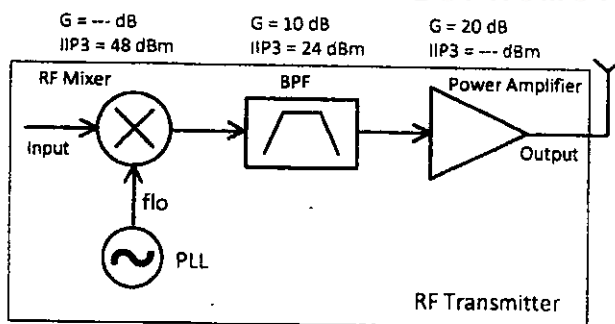 G = --- dB
IIP3 = 48 dBm
G = 10 dB
IIP3 = 24 dBm
G = 20 dB
IIP3 = --- dBm
RF Mixer
BPF
Power Amplifier
Input
Output
flo
PLL
RF Transmitter